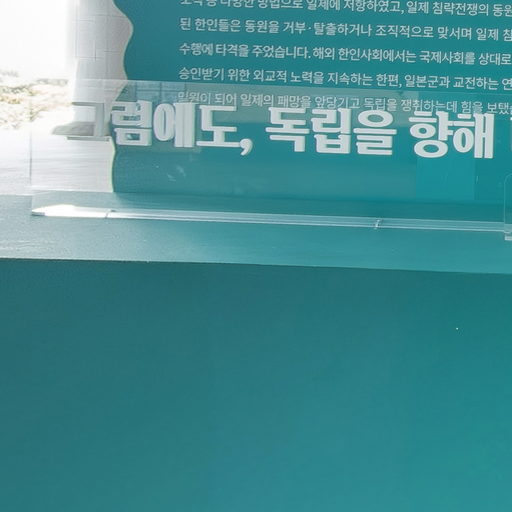 다양한 방법으로 일제에 저항하였고, 일제 침략전쟁의 동원
된 한인들은 동원을 거부·탈출하거나 조직적으로 맞서며 일제 침
수행에 타격을 주었습니다. 해외 한인사회에서는 국제사회를 상대로
승인받기 위한 외교적 노력을 지속하는 한편, 일본군과 교전하는 연
일원이 되어 일제의 패망을 앞당기고 독립을 쟁취하는데 힘을 보탰습
그럼에도, 독립을 향해